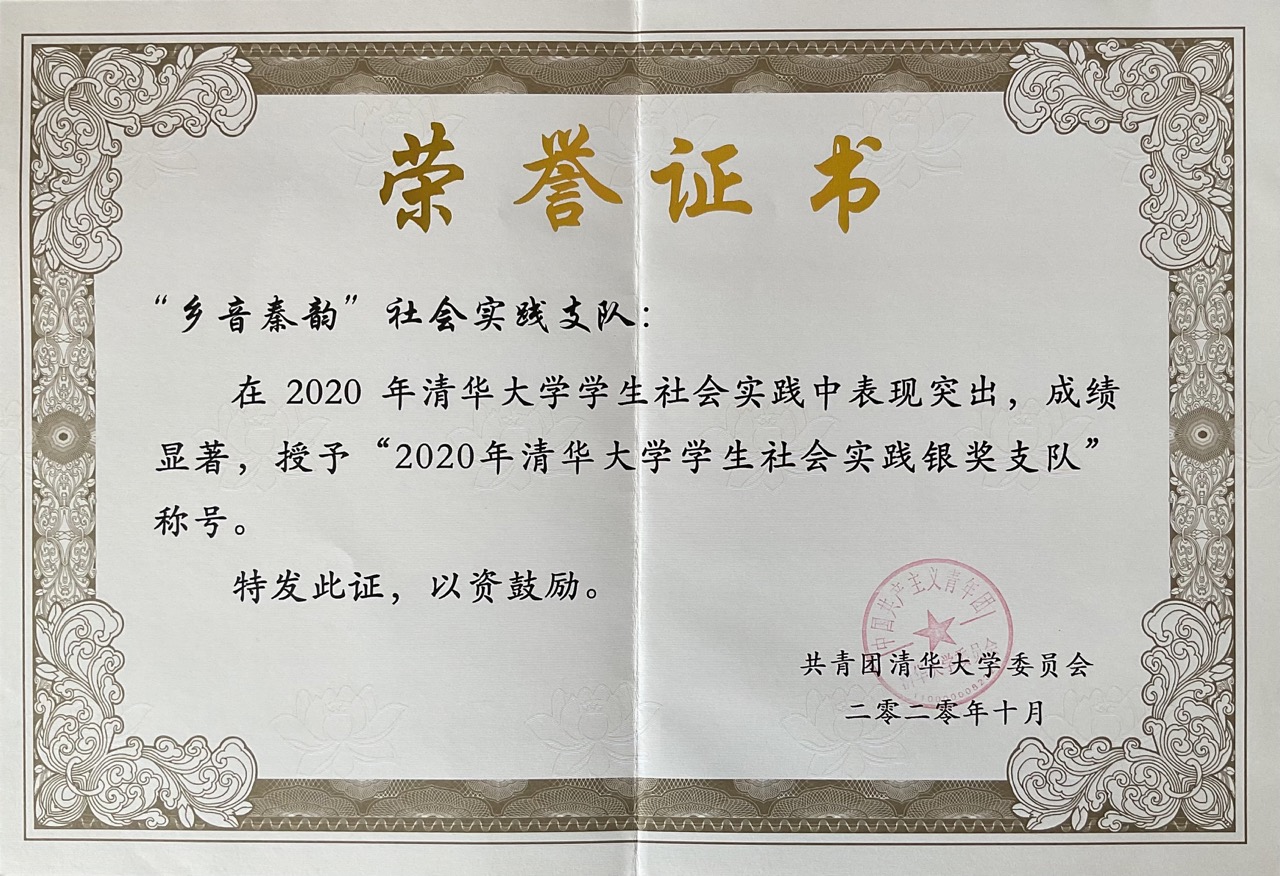 荣誉证书
“乡音秦韵”社会实践支队：
在 2020 年清华大学学生社会实践中表现突出，成绩
显著，授予“2020年清华大学学生社会实践银奖支队”
称号。
特发此证，以资鼓励。
中国共产主义青年团
共青团清华大学委员会
二零二零年十月